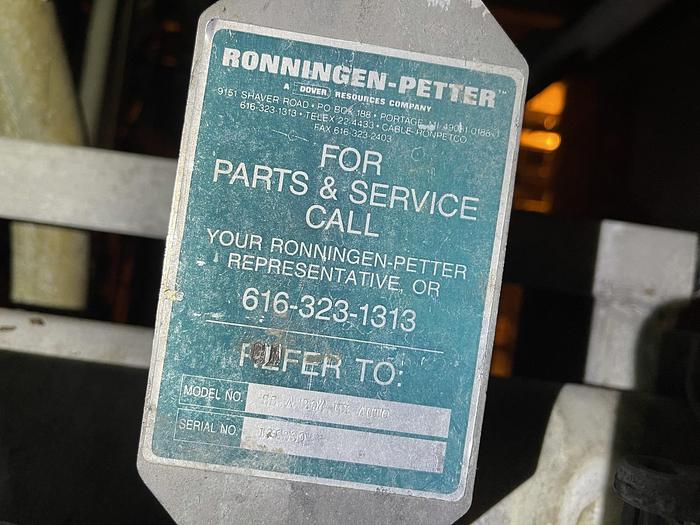 RONNINGEN-PETTER™
A DOVER RESOURCES COMPANY
9151 SHAVER ROAD • PO BOX 188 • PORTAGE, MI 49081-0188
616-323-1313 • TELEX 22-4433 • CABLE-RONPETCO
FAX 616-323-2403
FOR
PARTS & SERVICE
CALL
YOUR RONNINGEN-PETTER
REPRESENTATIVE, OR
616-323-1313
REFER TO:
MODEL NO. AUTO
SERIAL NO.